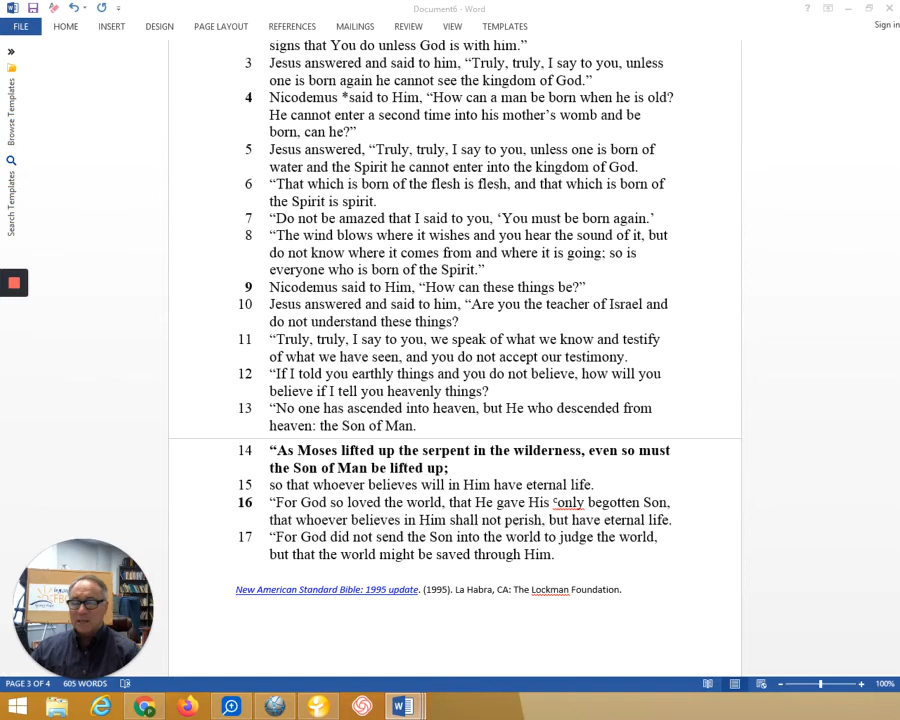 Document6 - Word
FILE HOME INSERT DESIGN PAGE LAYOUT REFERENCES MAILINGS REVIEW VIEW TEMPLATES Sign in
Browse Templates
Search Templates
signs that You do unless God is with him.”
3 Jesus answered and said to him, “Truly, truly, I say to you, unless
one is born again he cannot see the kingdom of God.”
4 Nicodemus *said to Him, “How can a man be born when he is old?
He cannot enter a second time into his mother’s womb and be
born, can he?”
5 Jesus answered, “Truly, truly, I say to you, unless one is born of
water and the Spirit he cannot enter into the kingdom of God.
6 “That which is born of the flesh is flesh, and that which is born of
the Spirit is spirit.
7 “Do not be amazed that I said to you, ‘You must be born again.’
8 “The wind blows where it wishes and you hear the sound of it, but
do not know where it comes from and where it is going; so is
everyone who is born of the Spirit.”
9 Nicodemus said to Him, “How can these things be?”
10 Jesus answered and said to him, “Are you the teacher of Israel and
do not understand these things?
11 “Truly, truly, I say to you, we speak of what we know and testify
of what we have seen, and you do not accept our testimony.
12 “If I told you earthly things and you do not believe, how will you
believe if I tell you heavenly things?
13 “No one has ascended into heaven, but He who descended from
heaven: the Son of Man.
14 “As Moses lifted up the serpent in the wilderness, even so must
the Son of Man be lifted up;
15 so that whoever believes will in Him have eternal life.
16 “For God so loved the world, that He gave His ᶜonly begotten Son,
that whoever believes in Him shall not perish, but have eternal life.
17 “For God did not send the Son into the world to judge the world,
but that the world might be saved through Him.
New American Standard Bible: 1995 update. (1995). La Habra, CA: The Lockman Foundation.
PAGE 3 OF 4 605 WORDS 100%